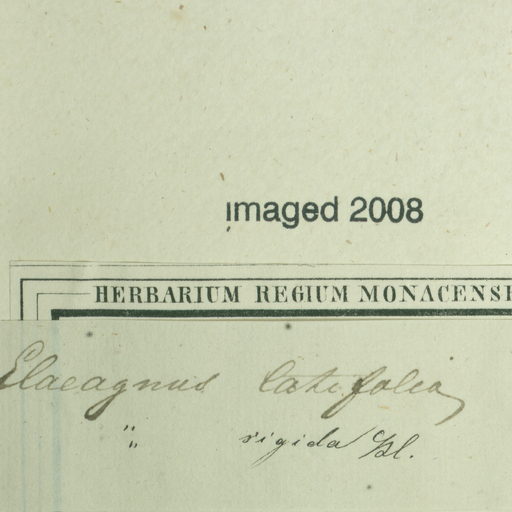 imaged 2008
HERBARIUM REGIUM MONACENSE
Elaeagnus latifolia
" rigida Bl.